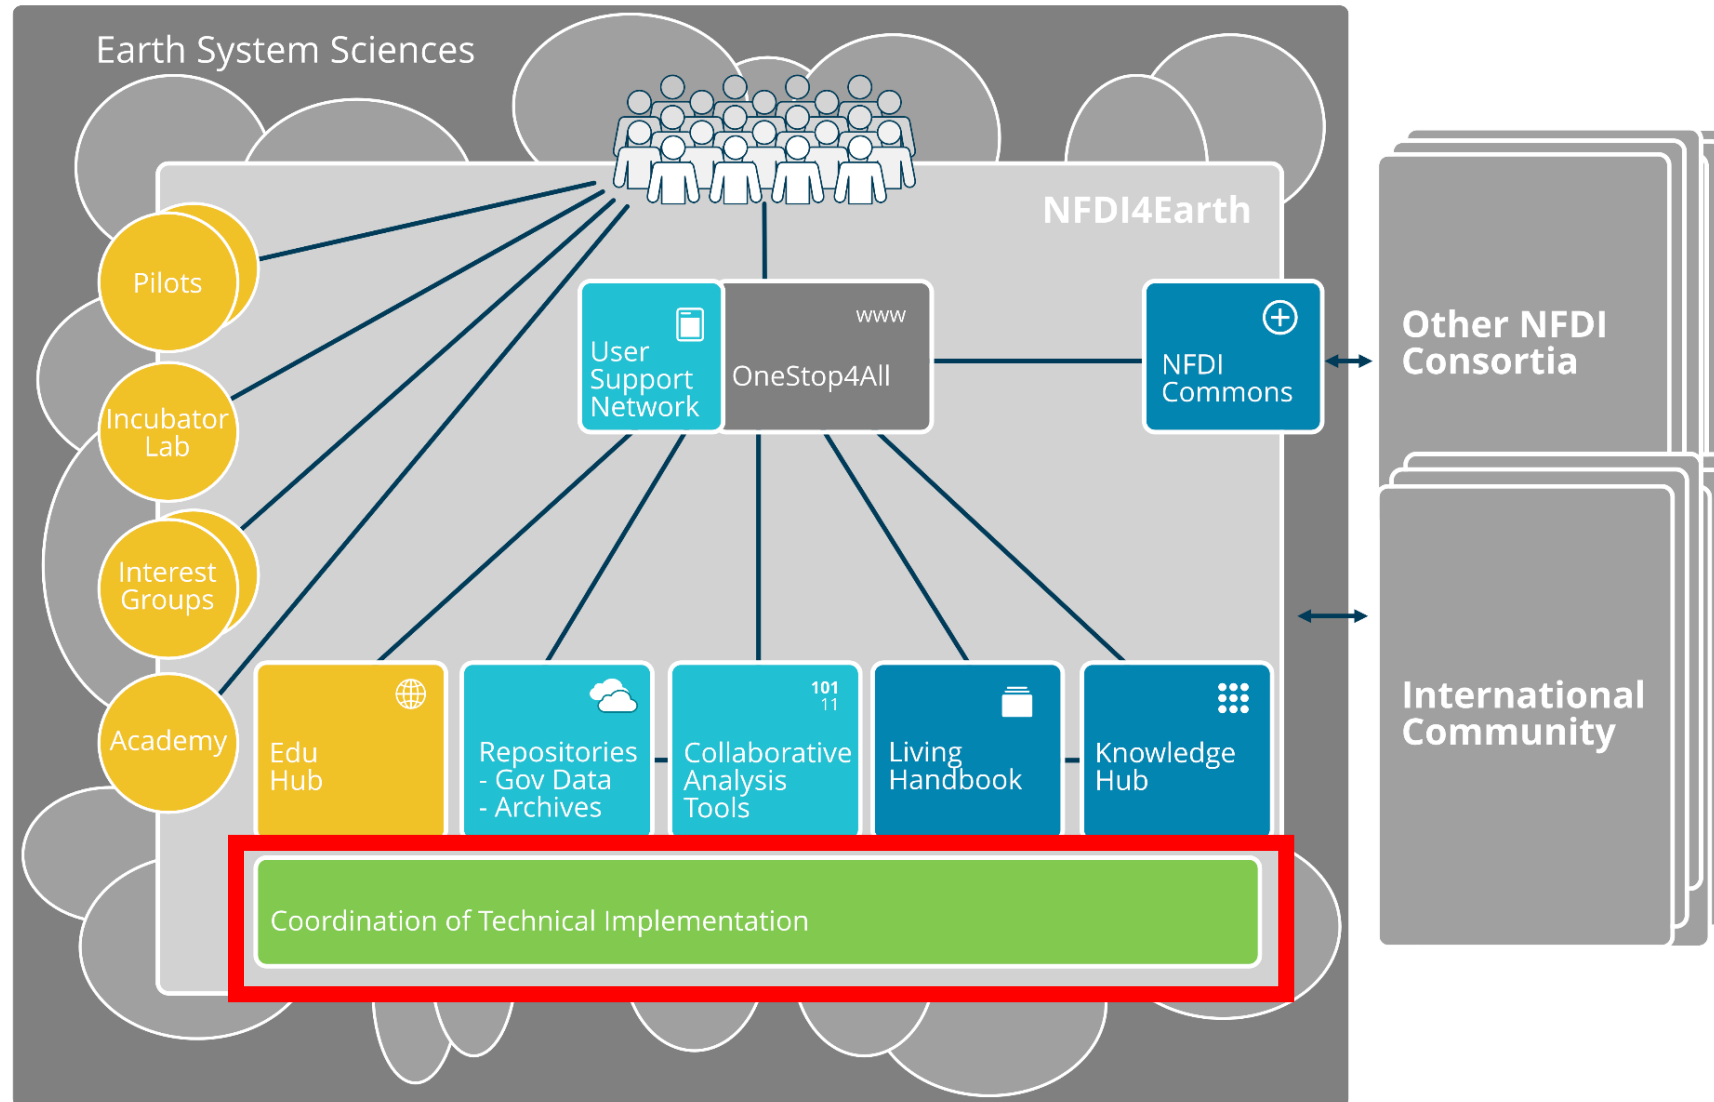 Earth System Sciences
NFDI4Earth
Pilots
Incubator
Lab
Interest
Groups
Academy
User
Support
Network
www
OneStop4All
NFDI
Commons
Other NFDI
Consortia
Edu
Hub
Repositories
- Gov Data
- Archives
101
11
Collaborative
Analysis
Tools
Living
Handbook
Knowledge
Hub
International
Community
Coordination of Technical Implementation